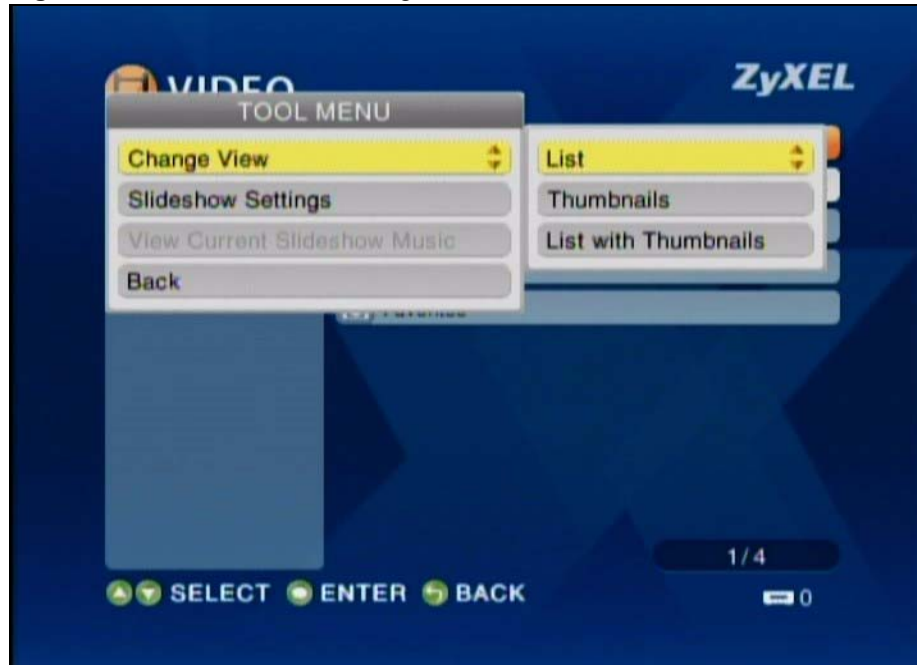 VIDEO
ZyXEL
TOOL MENU
Change View
List
Slideshow Settings
Thumbnails
View Current Slideshow Music
List with Thumbnails
Back
Favorites
1/4
SELECT ENTER BACK
0